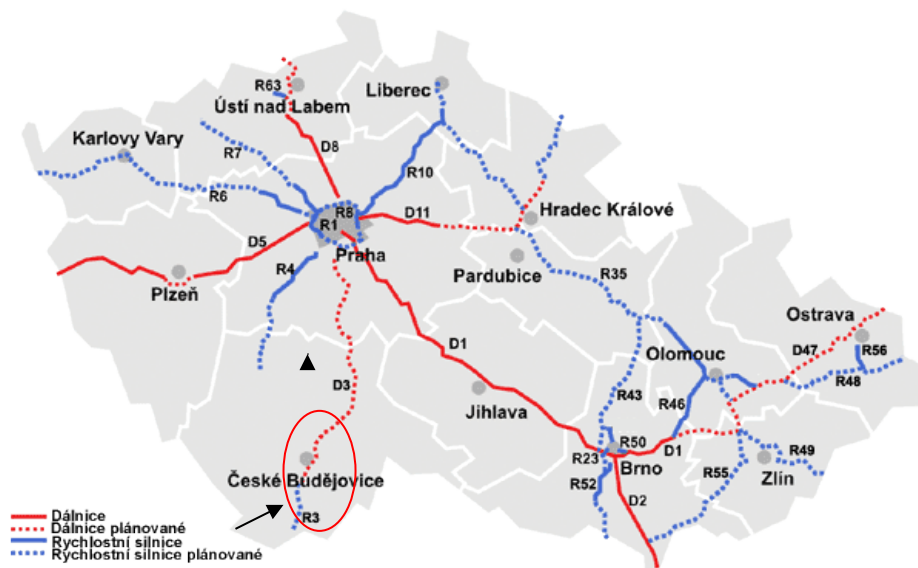 R63
Ústí nad Labem
Liberec
Karlovy Vary
R7
D8
R10
R6
R8
D11
Hradec Králové
R1
D5
Praha
R4
Pardubice
R35
Plzeň
Ostrava
D1
D47
R56
Olomouc
R48
D3
R43
R46
Jihlava
R50
D1
R49
R23
Brno
R55
Zlín
České Budějovice
R52
D2
R3
Dálnice
Dálnice plánované
Rychlostní silnice
Rychlostní silnice plánované